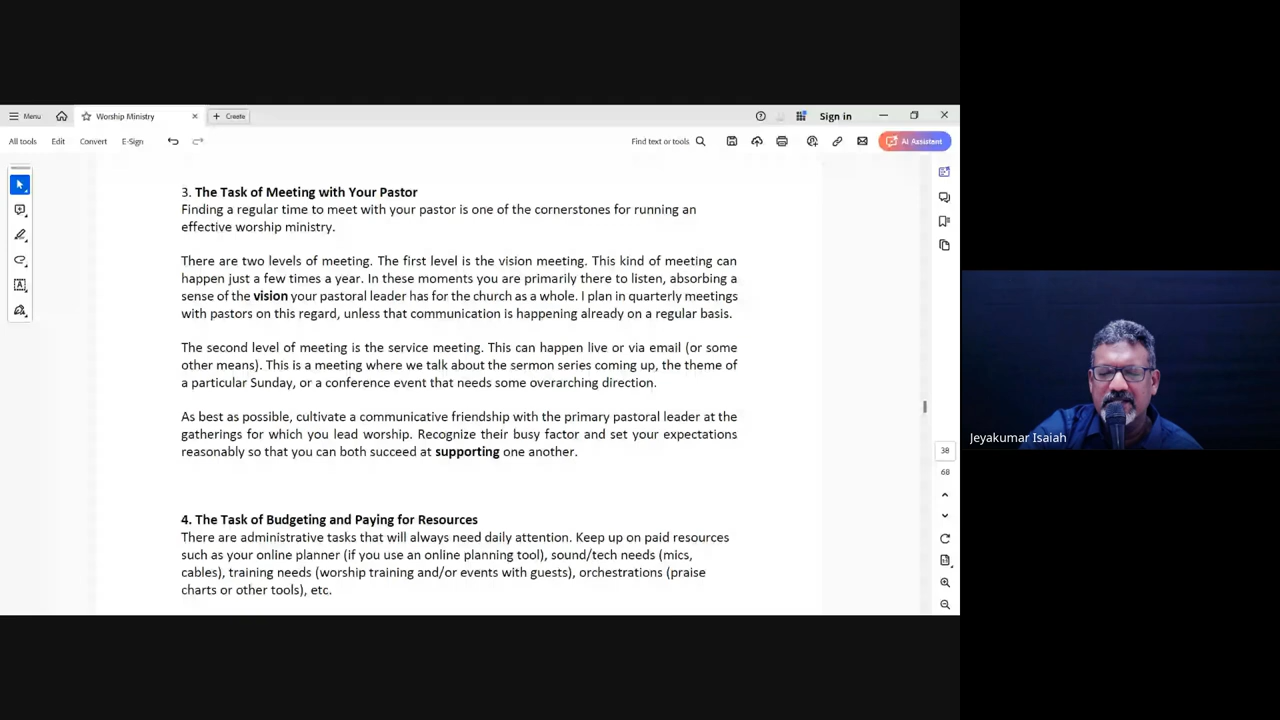 Menu
Worship Ministry
Create
Sign in
All tools
Edit
Convert
E-Sign
Find text or tools
AI Assistant
3. The Task of Meeting with Your Pastor
Finding a regular time to meet with your pastor is one of the cornerstones for running an
effective worship ministry.
There are two levels of meeting. The first level is the vision meeting. This kind of meeting can
happen just a few times a year. In these moments you are primarily there to listen, absorbing a
sense of the vision your pastoral leader has for the church as a whole. I plan in quarterly meetings
with pastors on this regard, unless that communication is happening already on a regular basis.
The second level of meeting is the service meeting. This can happen live or via email (or some
other means). This is a meeting where we talk about the sermon series coming up, the theme of
a particular Sunday, or a conference event that needs some overarching direction.
As best as possible, cultivate a communicative friendship with the primary pastoral leader at the
gatherings for which you lead worship. Recognize their busy factor and set your expectations
reasonably so that you can both succeed at supporting one another.
4. The Task of Budgeting and Paying for Resources
There are administrative tasks that will always need daily attention. Keep up on paid resources
such as your online planner (if you use an online planning tool), sound/tech needs (mics,
cables), training needs (worship training and/or events with guests), orchestrations (praise
charts or other tools), etc.
38
68
Jeyakumar Isaiah